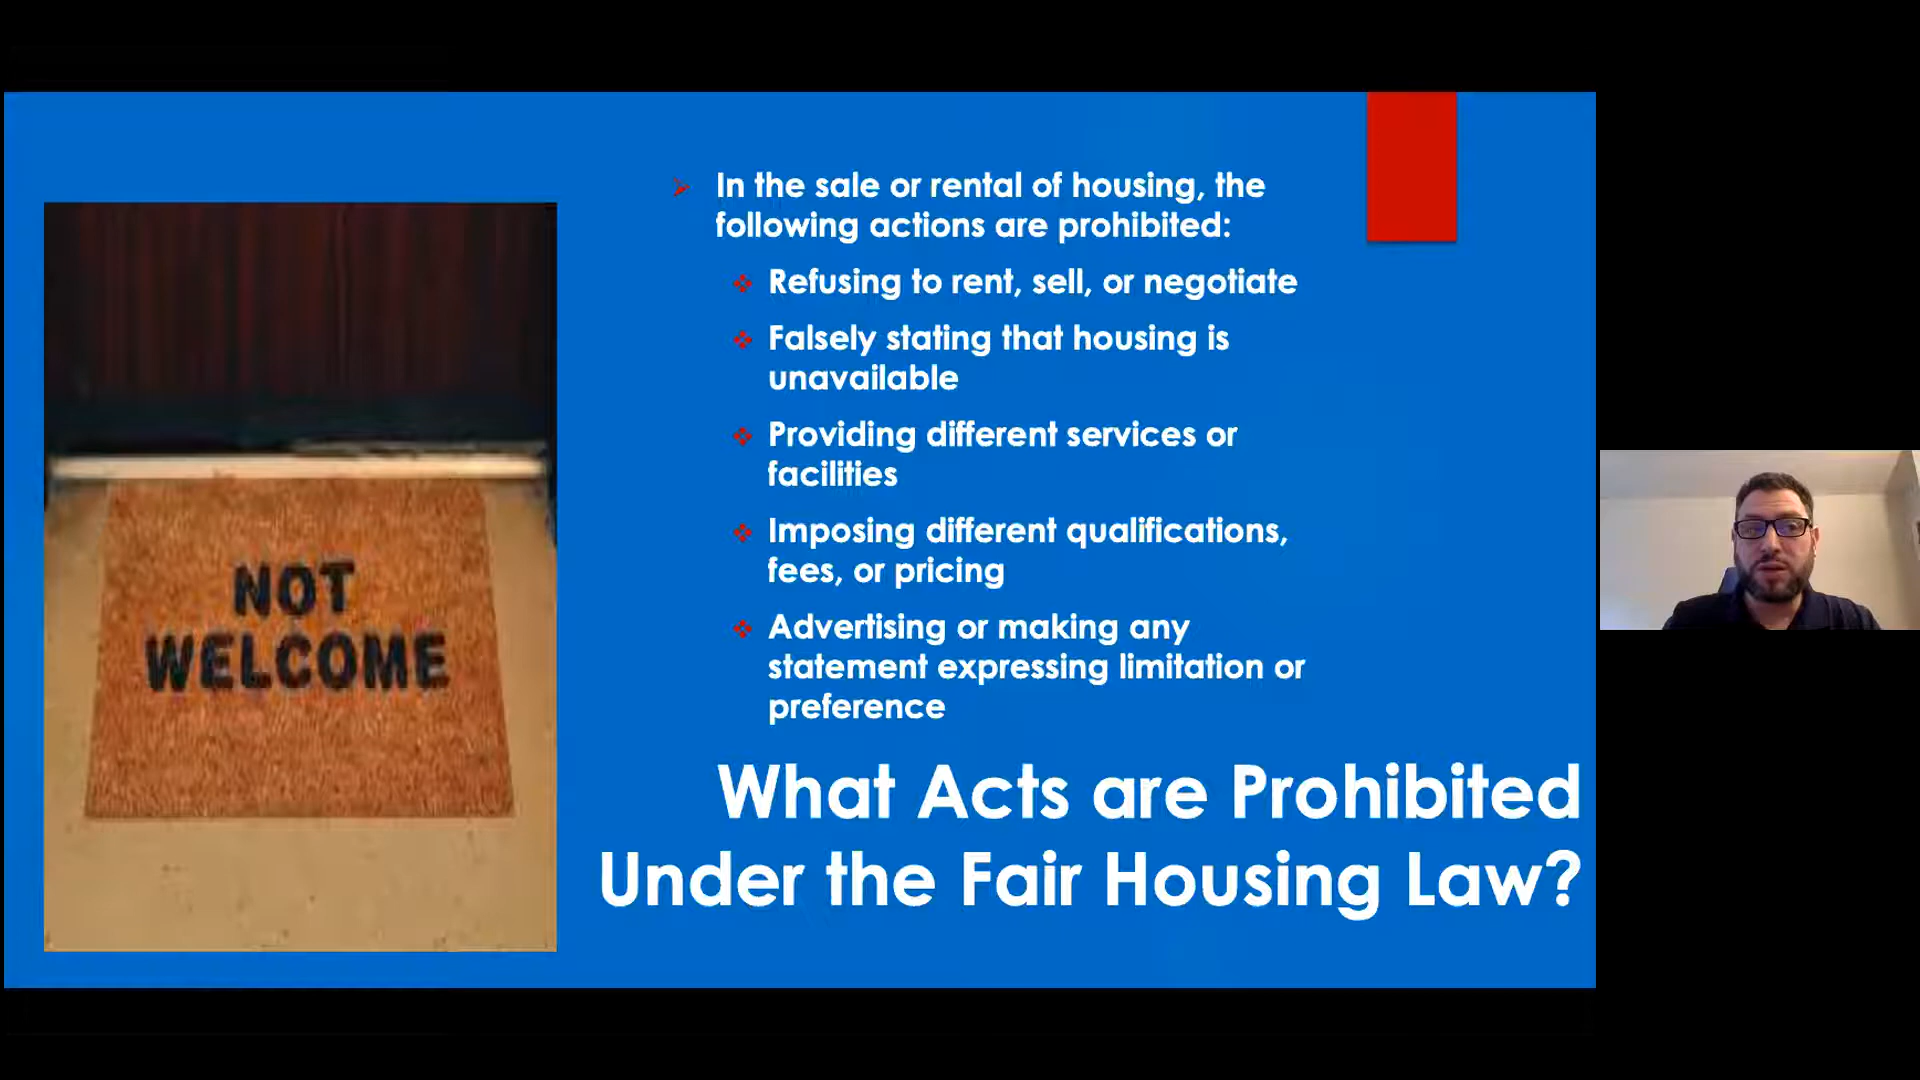 In the sale or rental of housing, the
following actions are prohibited:
Refusing to rent, sell, or negotiate
Falsely stating that housing is
unavailable
Providing different services or
facilities
Imposing different qualifications,
fees, or pricing
Advertising or making any
statement expressing limitation or
preference
What Acts are Prohibited
Under the Fair Housing Law?
NOT
WELCOME